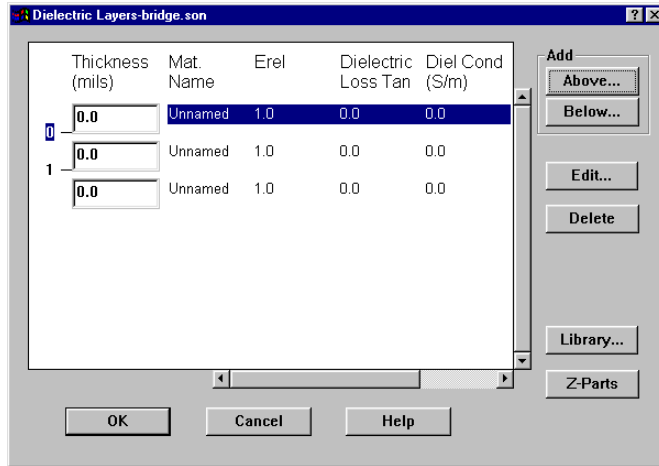 Dielectric Layers-bridge.son
Thickness (mils) Mat. Name Erel Dielectric Loss Tan Diel Cond (S/m)
0.0 Unnamed 1.0 0.0 0.0
0
0.0 Unnamed 1.0 0.0 0.0
1
0.0 Unnamed 1.0 0.0 0.0
Add
Above...
Below...
Edit...
Delete
Library...
Z-Parts
OK Cancel Help